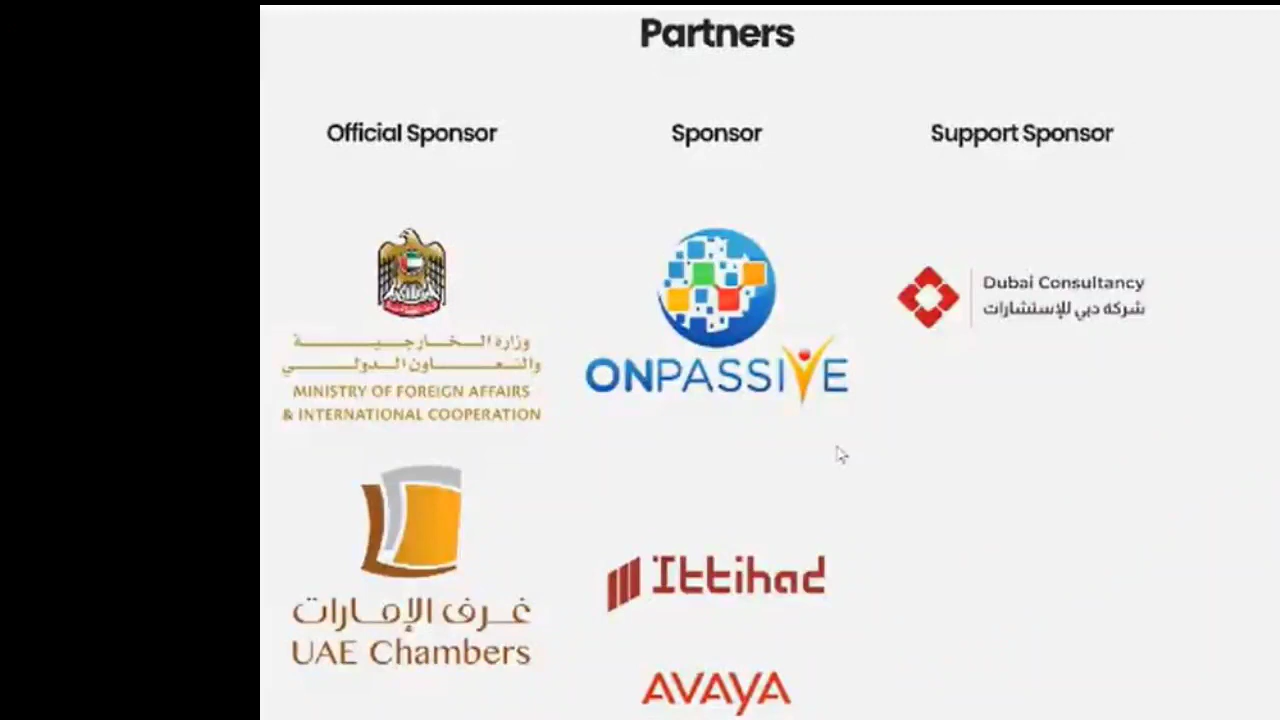 Partners
Official Sponsor
Sponsor
Support Sponsor
وزارة الخارجية
والتعاون الدولي
MINISTRY OF FOREIGN AFFAIRS
& INTERNATIONAL COOPERATION
ONPASSIVE
Dubai Consultancy
شركة دبي للإستشارات
غرف الإمارات
UAE Chambers
Ittihad
AVAYA